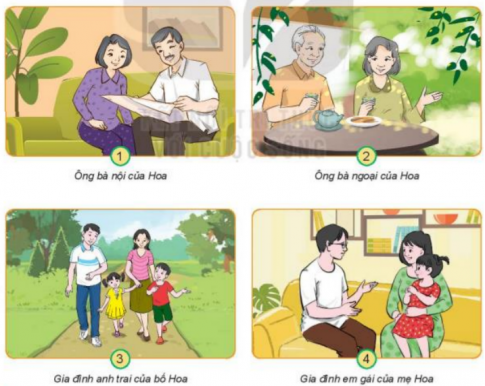 1
Ông bà nội của Hoa
2
Ông bà ngoại của Hoa
3
Gia đình anh trai của bố Hoa
4
Gia đình em gái của mẹ Hoa